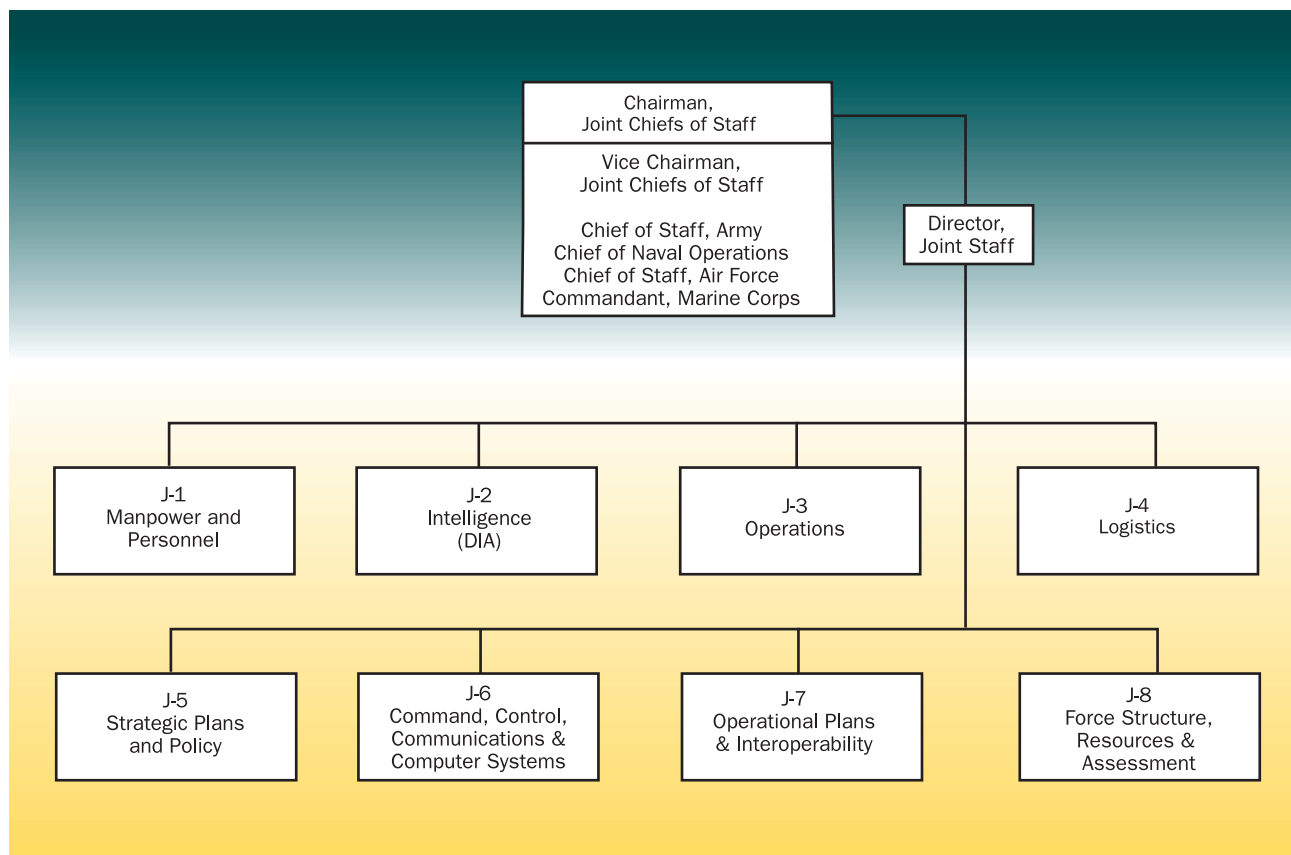 Chairman,
Joint Chiefs of Staff
Vice Chairman,
Joint Chiefs of Staff
Chief of Staff, Army
Chief of Naval Operations
Chief of Staff, Air Force
Commandant, Marine Corps
Director,
Joint Staff
J-1
Manpower and
Personnel
J-2
Intelligence
(DIA)
J-3
Operations
J-4
Logistics
J-5
Strategic Plans
and Policy
J-6
Command, Control,
Communications &
Computer Systems
J-7
Operational Plans
& Interoperability
J-8
Force Structure,
Resources &
Assessment